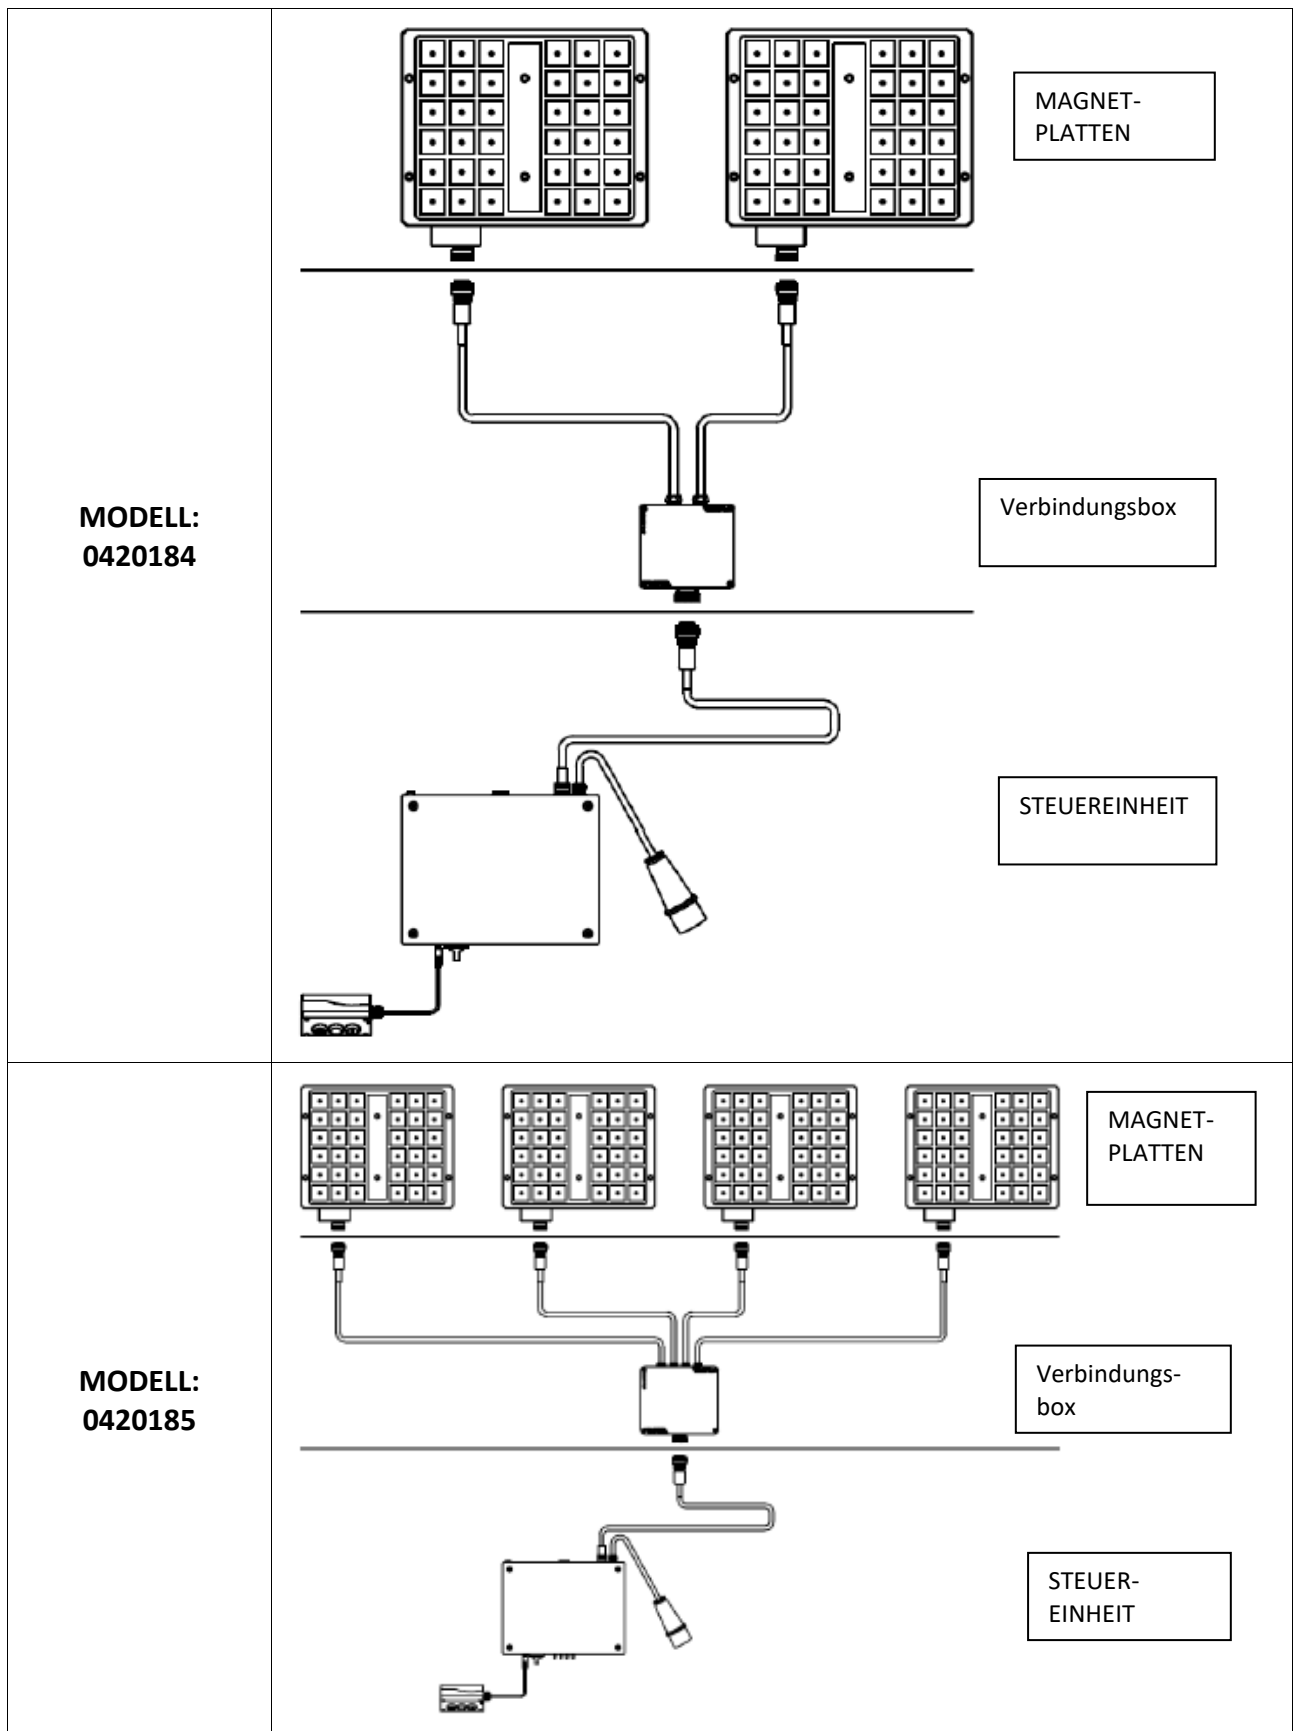 MAGNET-
PLATTEN
Verbindungsbox
MODELL:
0420184
STEUEREINHEIT
MAGNET-
PLATTEN
Verbindungs-
box
MODELL:
0420185
STEUER-
EINHEIT